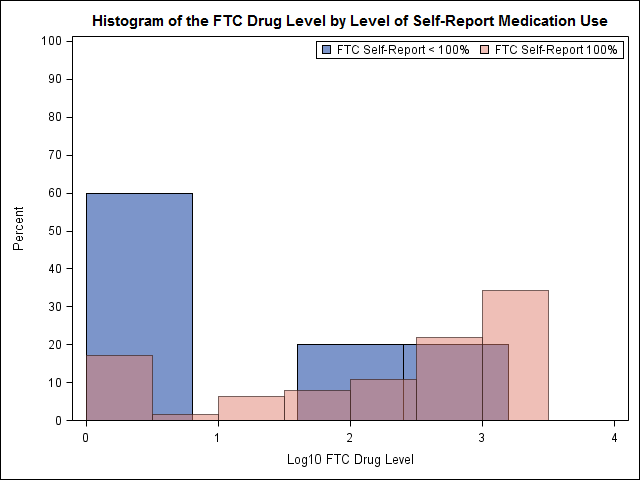 Histogram of the FTC Drug Level by Level of Self-Report Medication Use
FTC Self-Report < 100% FTC Self-Report 100%
100
90
80
70
60
50
40
30
20
10
0
Percent
0 1 2 3 4
Log10 FTC Drug Level